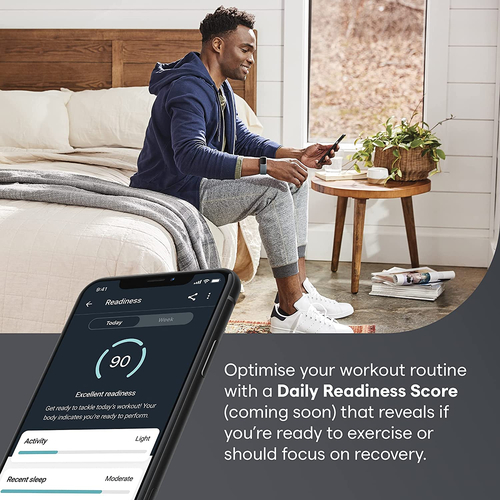 9:41
Readiness
Today Week
90
Excellent readiness
Get ready to tackle today's workout! Your
body indicates you're ready to perform.
Activity Light
Recent sleep Moderate
Optimise your workout routine
with a Daily Readiness Score
(coming soon) that reveals if
you're ready to exercise or
should focus on recovery.